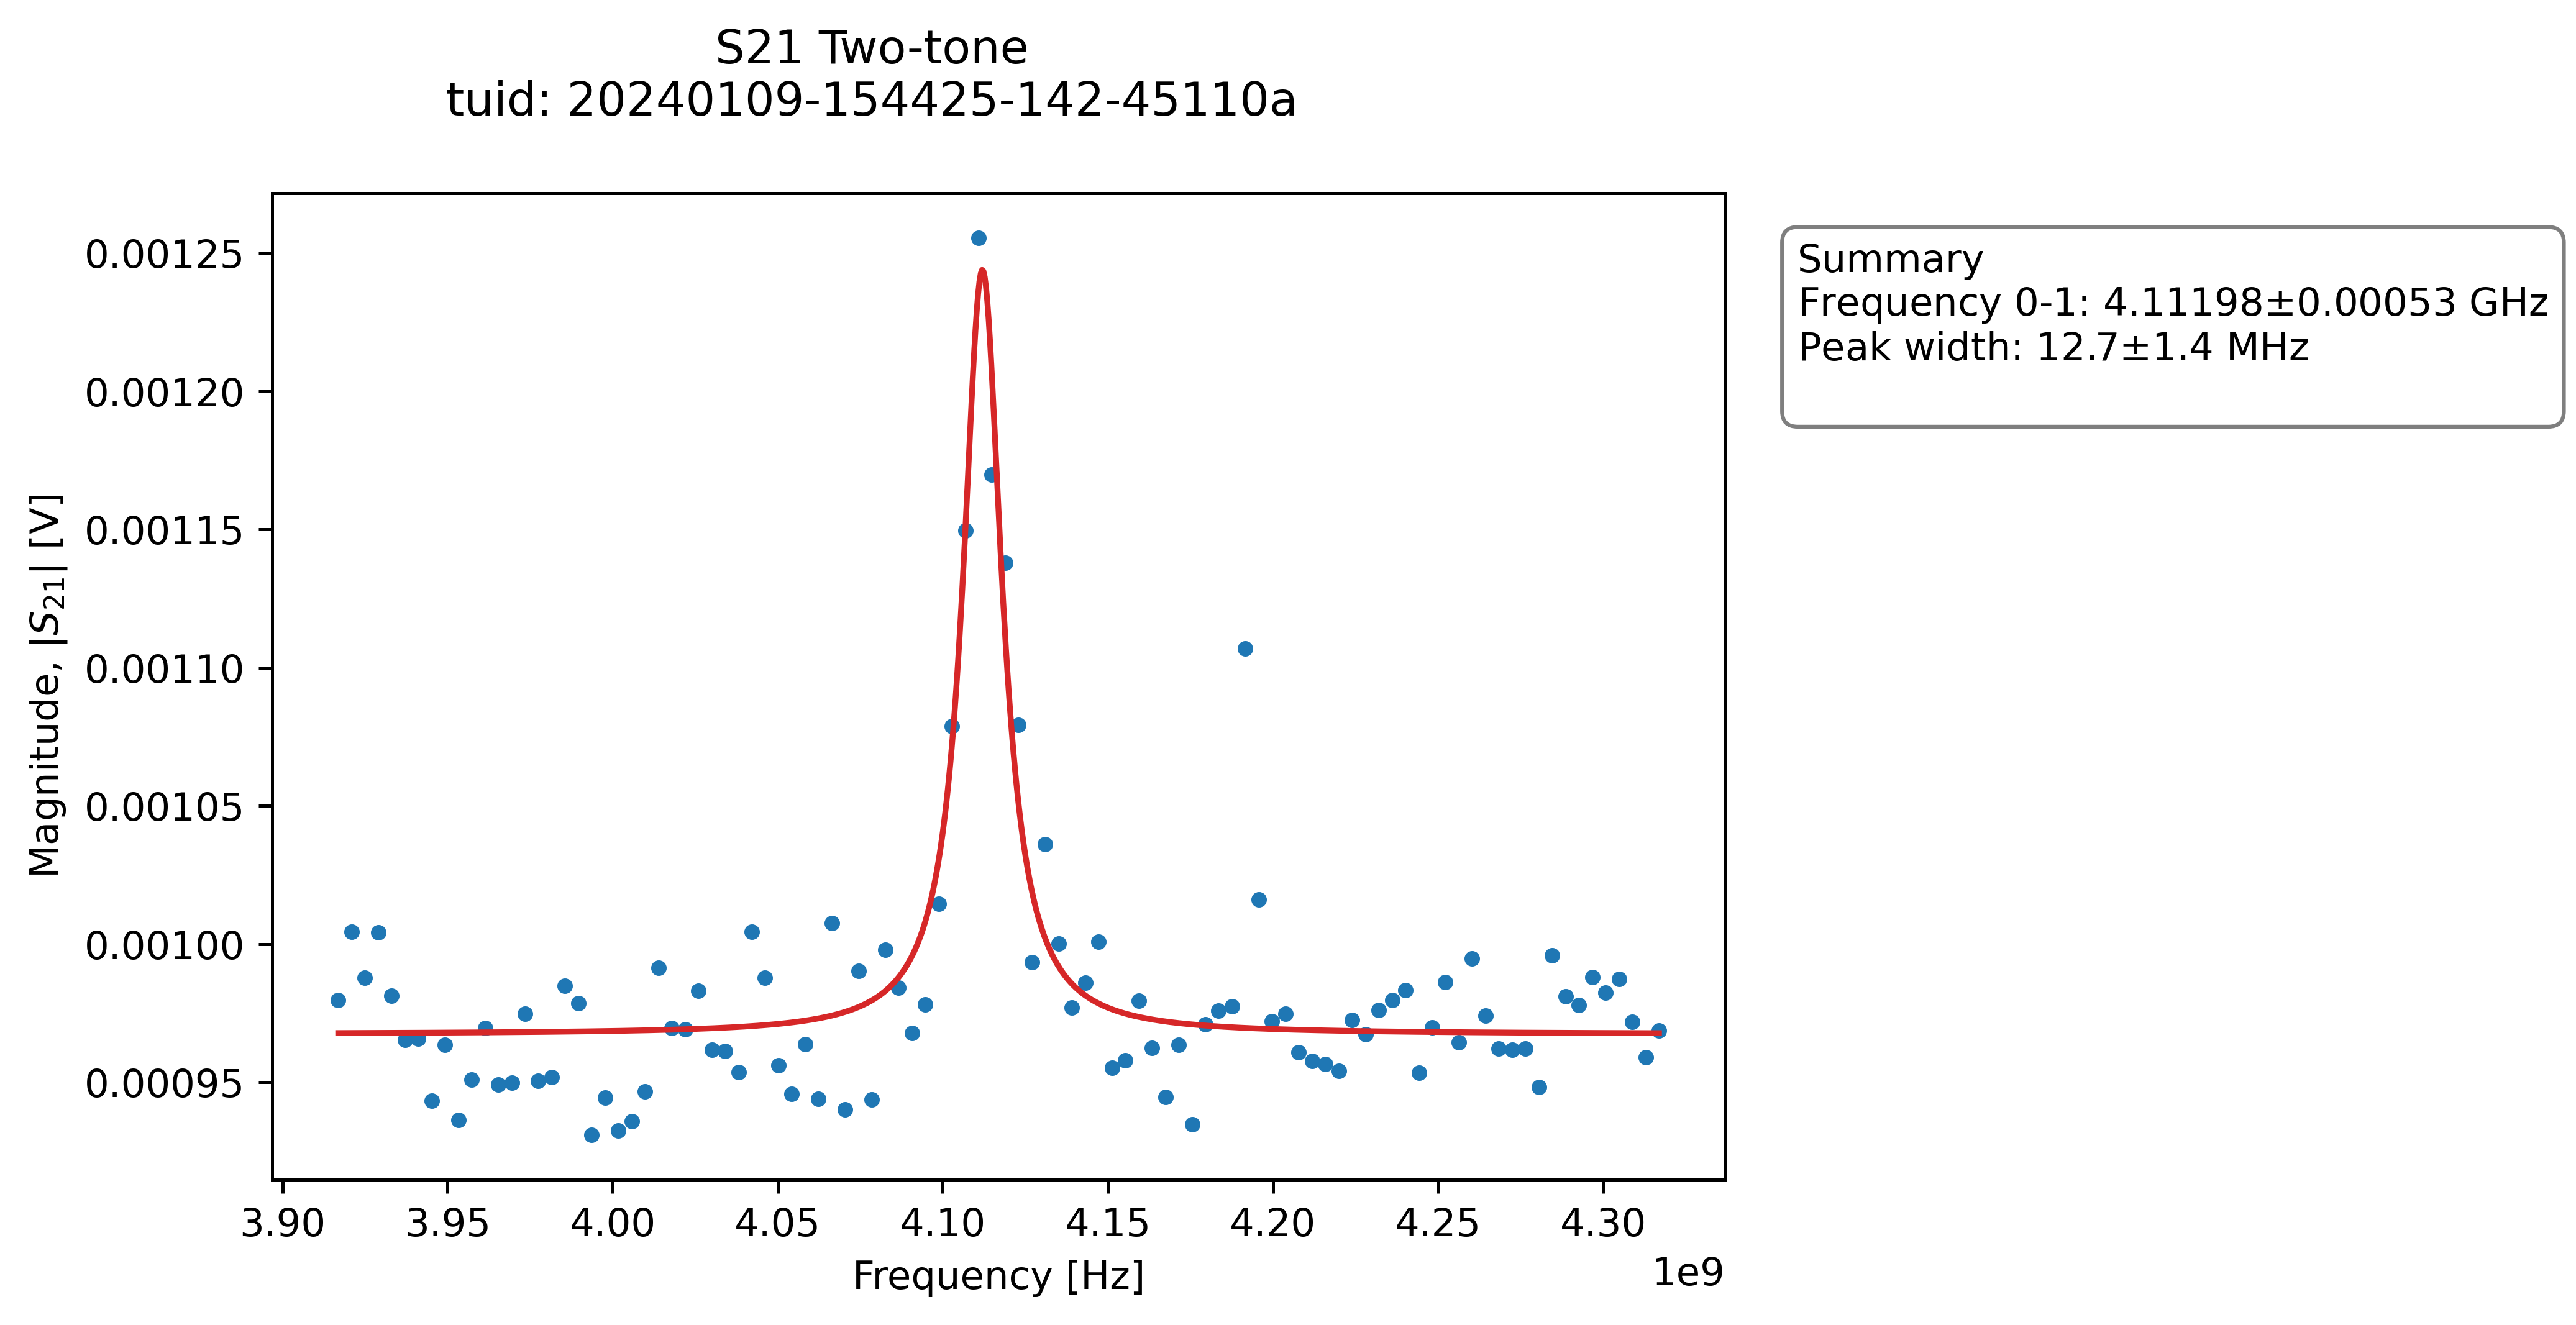 S21 Two-tone
tuid: 20240109-154425-142-45110a
Summary
Frequency 0-1: 4.11198±0.00053 GHz
Peak width: 12.7±1.4 MHz
Magnitude, |S21| [V]
0.00125
0.00120
0.00115
0.00110
0.00105
0.00100
0.00095
3.90 3.95 4.00 4.05 4.10 4.15 4.20 4.25 4.30
Frequency [Hz]
1e9